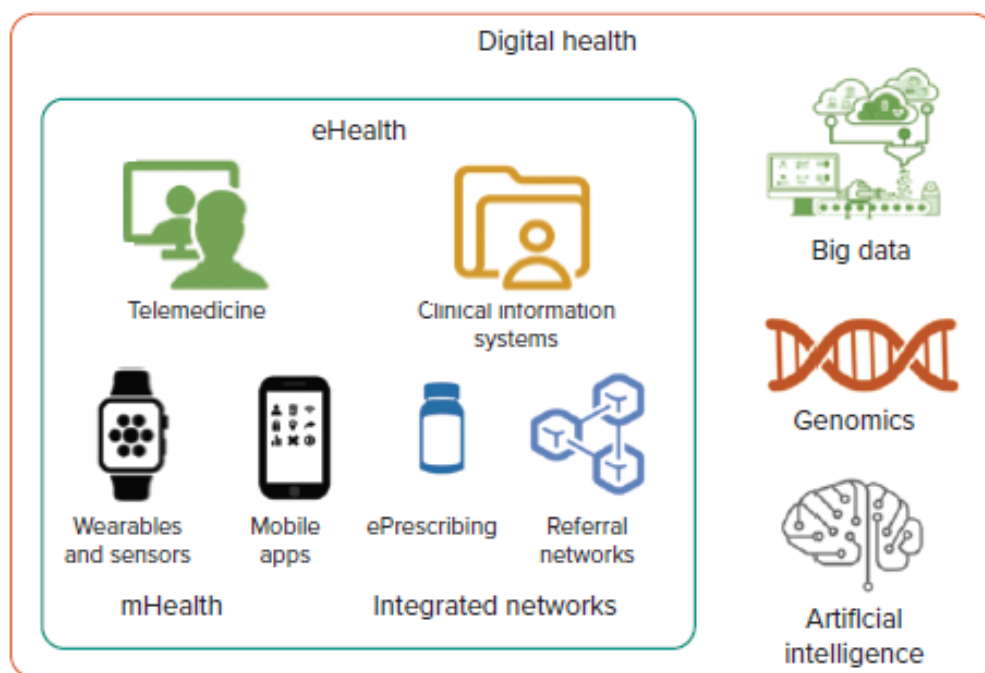 Digital health
eHealth
Telemedicine
Clinical information
systems
Wearables
and sensors
Mobile
apps
ePrescribing
Referral
networks
mHealth
Integrated networks
Big data
Genomics
Artificial
intelligence